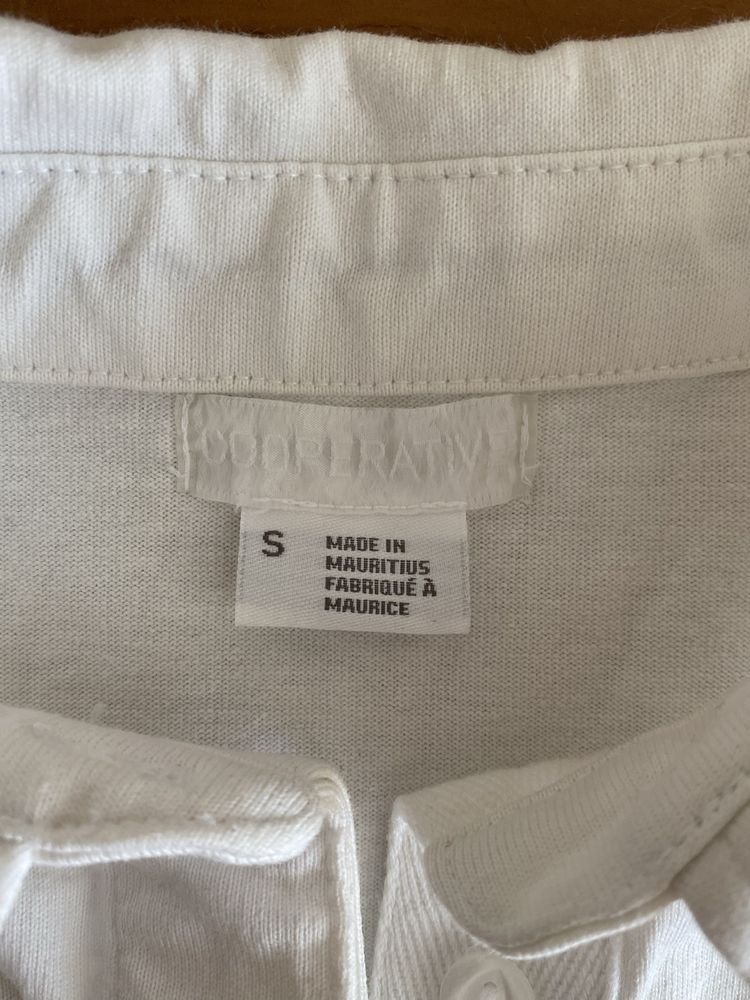 COOPERATIVE
S
MADE IN
MAURITIUS
FABRIQUÉ À
MAURICE